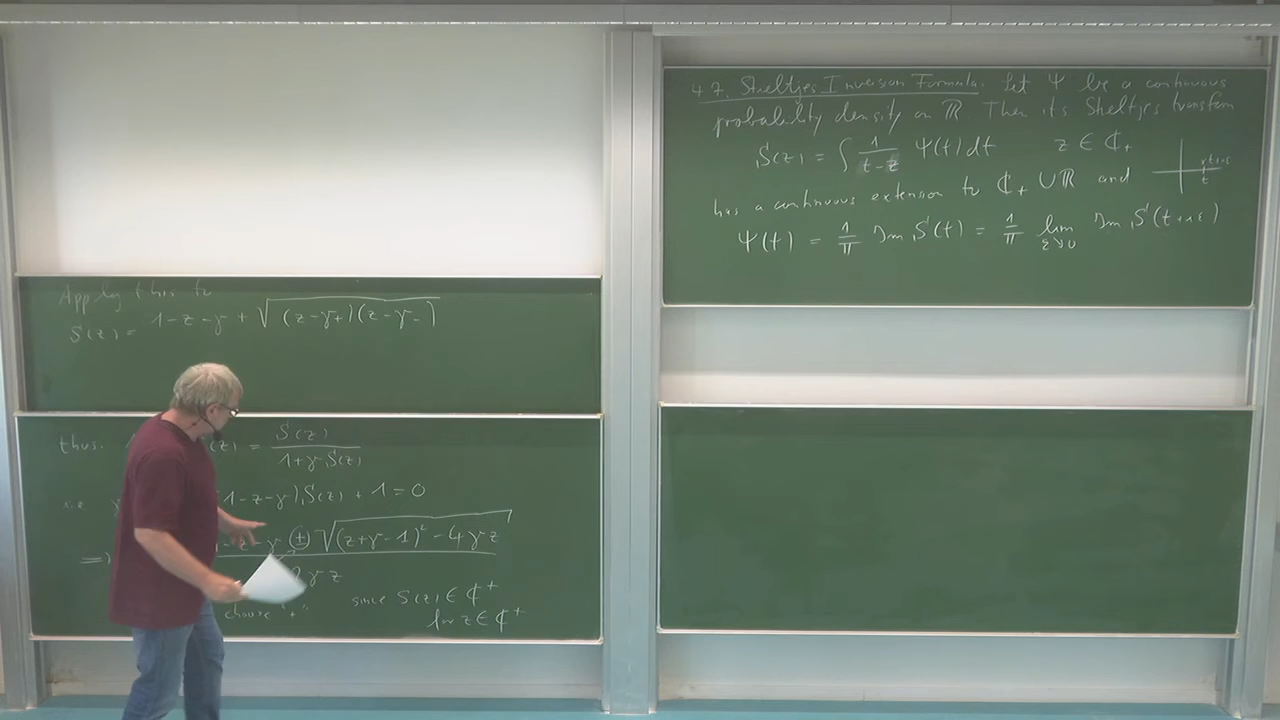 Apply this to
S(z) = 1-z-γ + √(z-γ+)(z-γ-)
thus (z) = S(z) / 1+γS(z)
i.e. 1-z-γ)S(z) + 1 = 0
=> -z-γ ± √(z+γ-1)² - 4γz
γz
choose "+" since S(z) ∈ ℂ⁺
for z ∈ ℂ⁺
4.7. Stieltjes Inversion Formula: Let Ψ be a continuous
probability density on ℝ. Then its Stieltjes transform
S(z) = ∫ 1/(t-z) Ψ(t) dt z ∈ ℂ₊
has a continuous extension to ℂ₊ ∪ ℝ and
t
Ψ(t) = 1/π Im S(t) = 1/π lim ε↘0 Im S(t+iε)